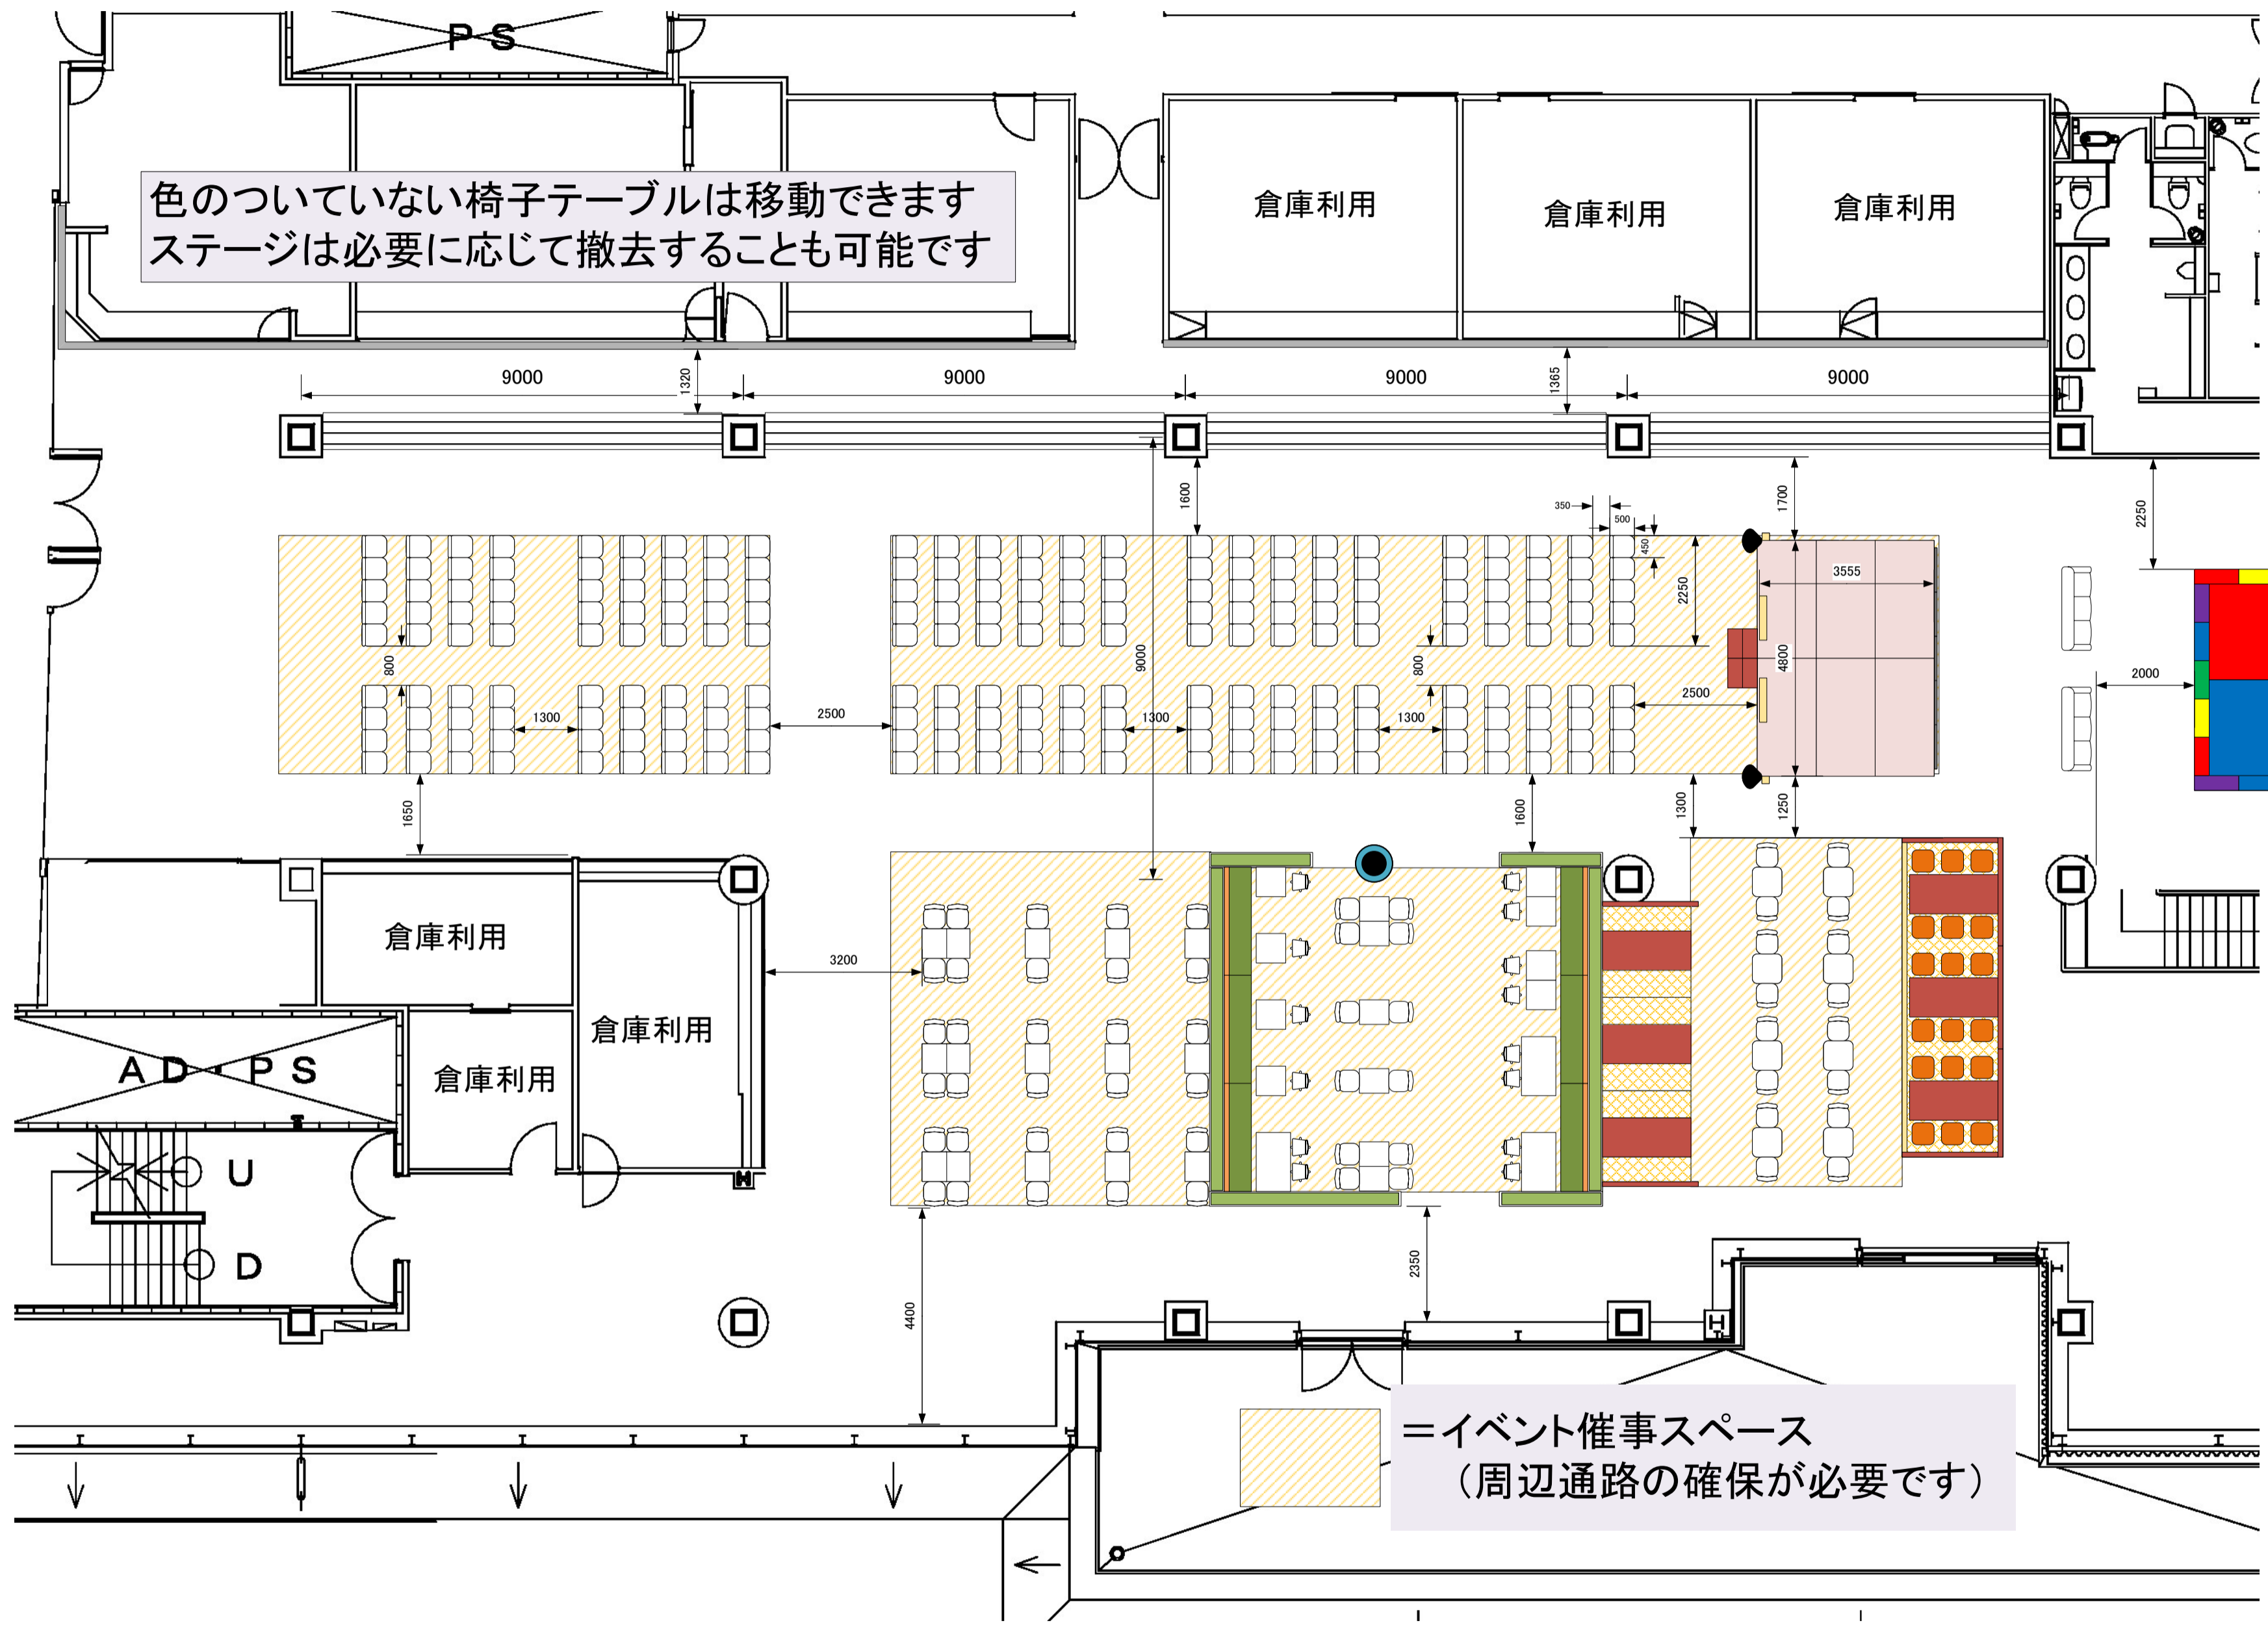 PS
色のついていない椅子テーブルは移動できます
ステージは必要に応じて撤去することも可能です
倉庫利用
倉庫利用
倉庫利用
9000
1320
9000
9000
1365
9000
1600
1700
2250
350
500
450
2250
3555
800
9000
800
4800
2000
1300
2500
1300
1300
2500
1650
1600
1300
1250
倉庫利用
3200
倉庫利用
AD・PS
倉庫利用
U
D
2350
4400
＝イベント催事スペース
（周辺通路の確保が必要です）